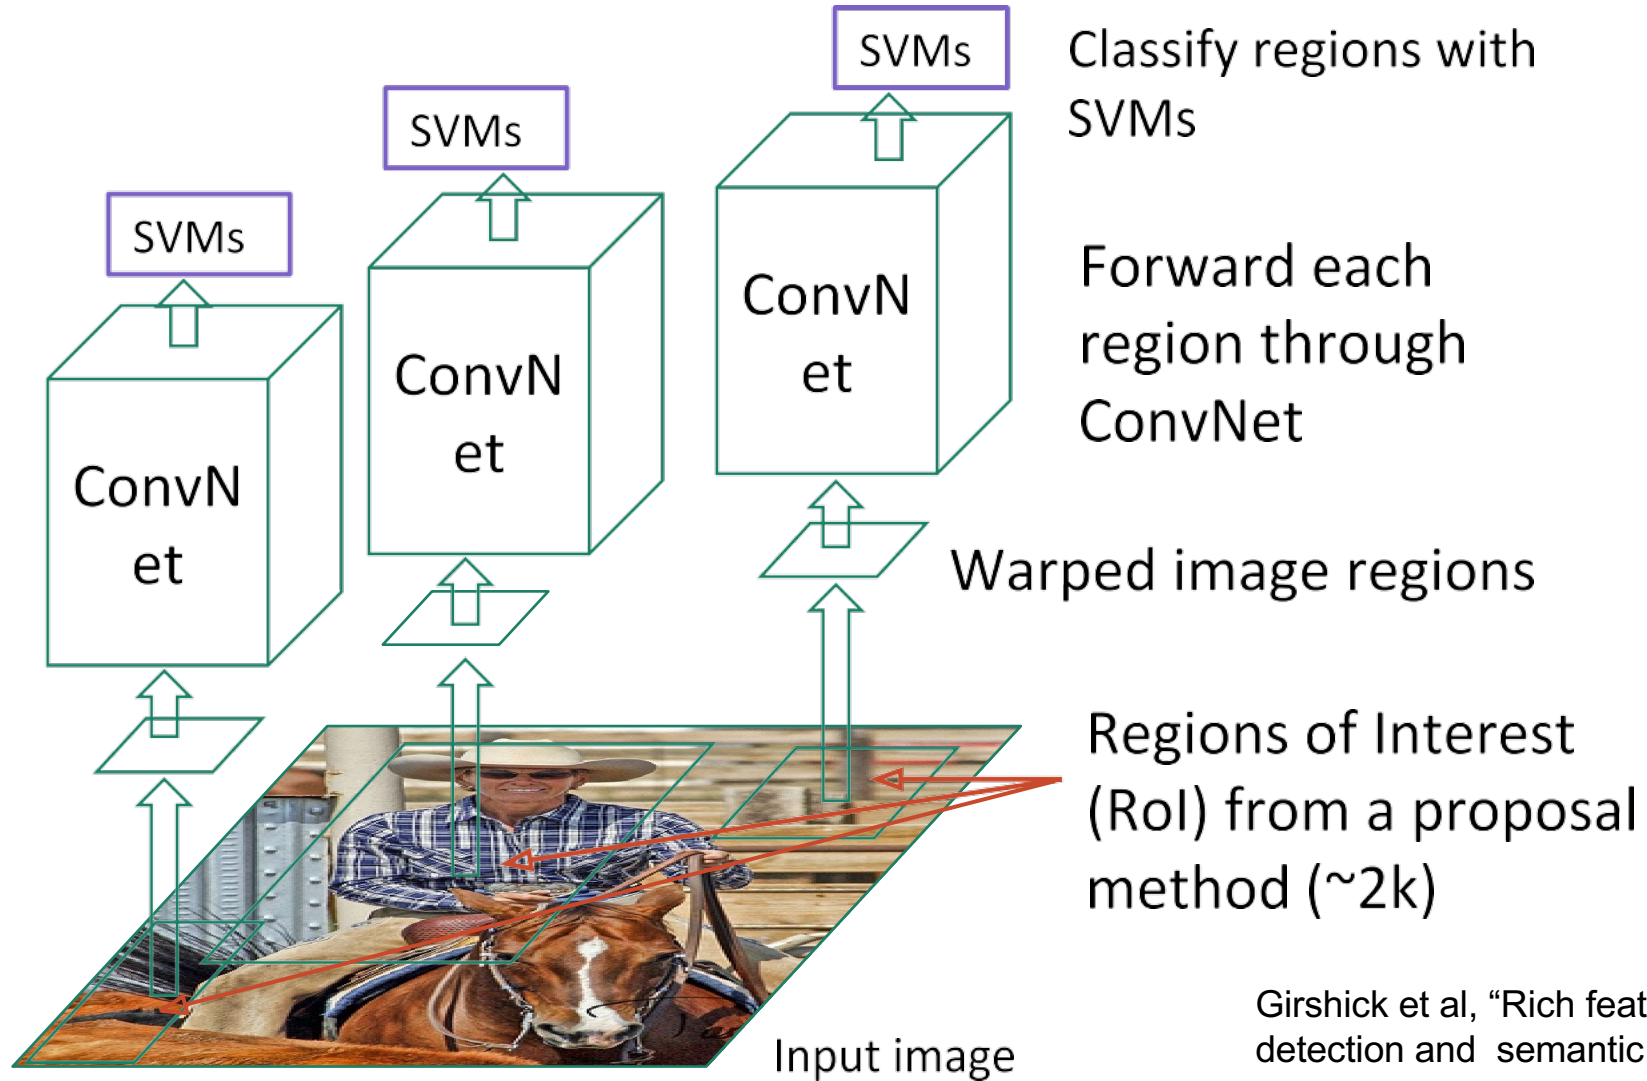 SVMs
Classify regions with
SVMs
SVMs
SVMs
ConvN
et
ConvN
et
ConvN
et
Forward each
region through
ConvNet
Warped image regions
Regions of Interest
(RoI) from a proposal
method (~2k)
Input image
Girshick et al, “Rich feat
detection and semantic